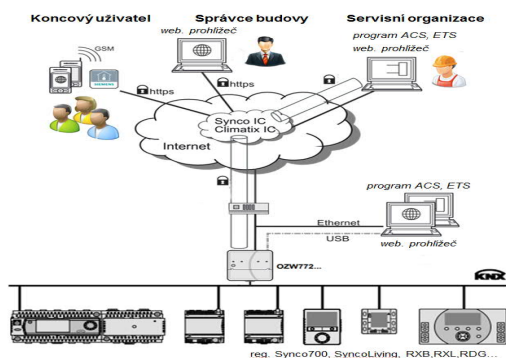 Koncový uživatel
Správce budovy
Servisní organizace
web. prohlížeč
program ACS, ETS
web. prohlížeč
GSM
SIEMENS
https
https
Synco IC
Climatix IC
Internet
program ACS, ETS
Ethernet
USB
web. prohlížeč
OZW772...
KNX
reg. Synco700, SyncoLiving, RXB,RXL,RDG...